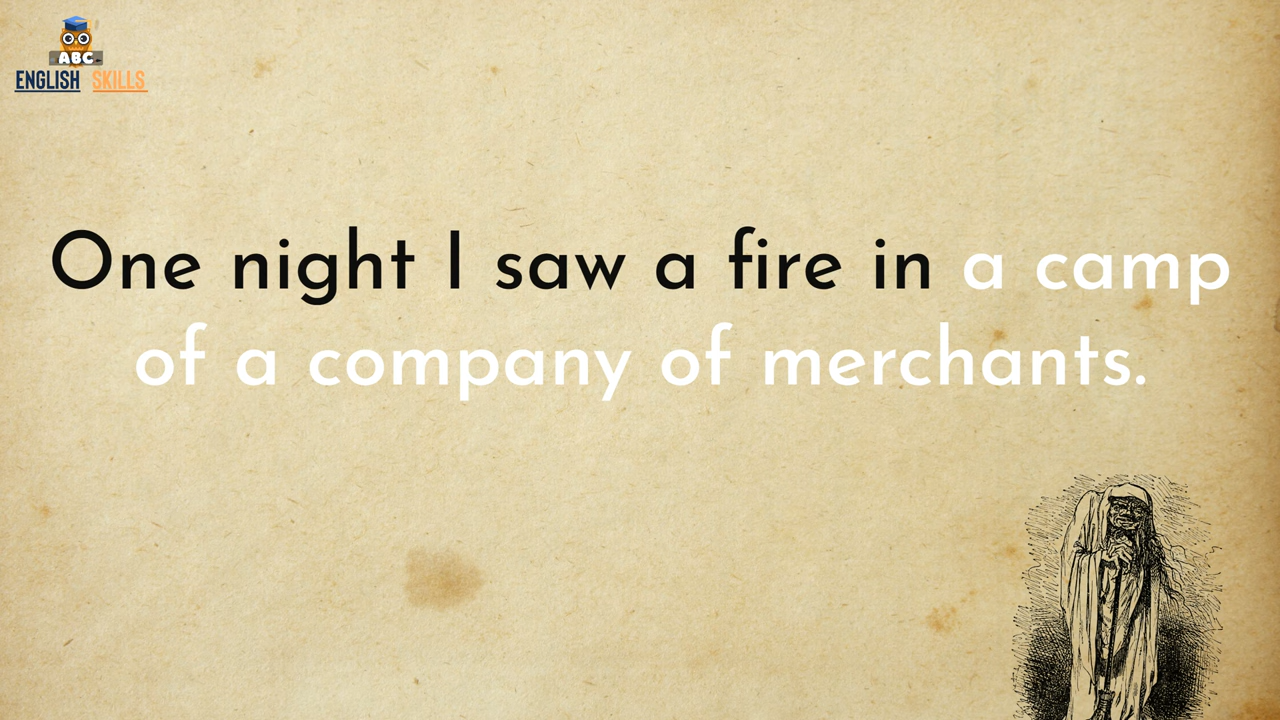 ABC
ENGLISH SKILLS
One night I saw a fire in a camp
of a company of merchants.